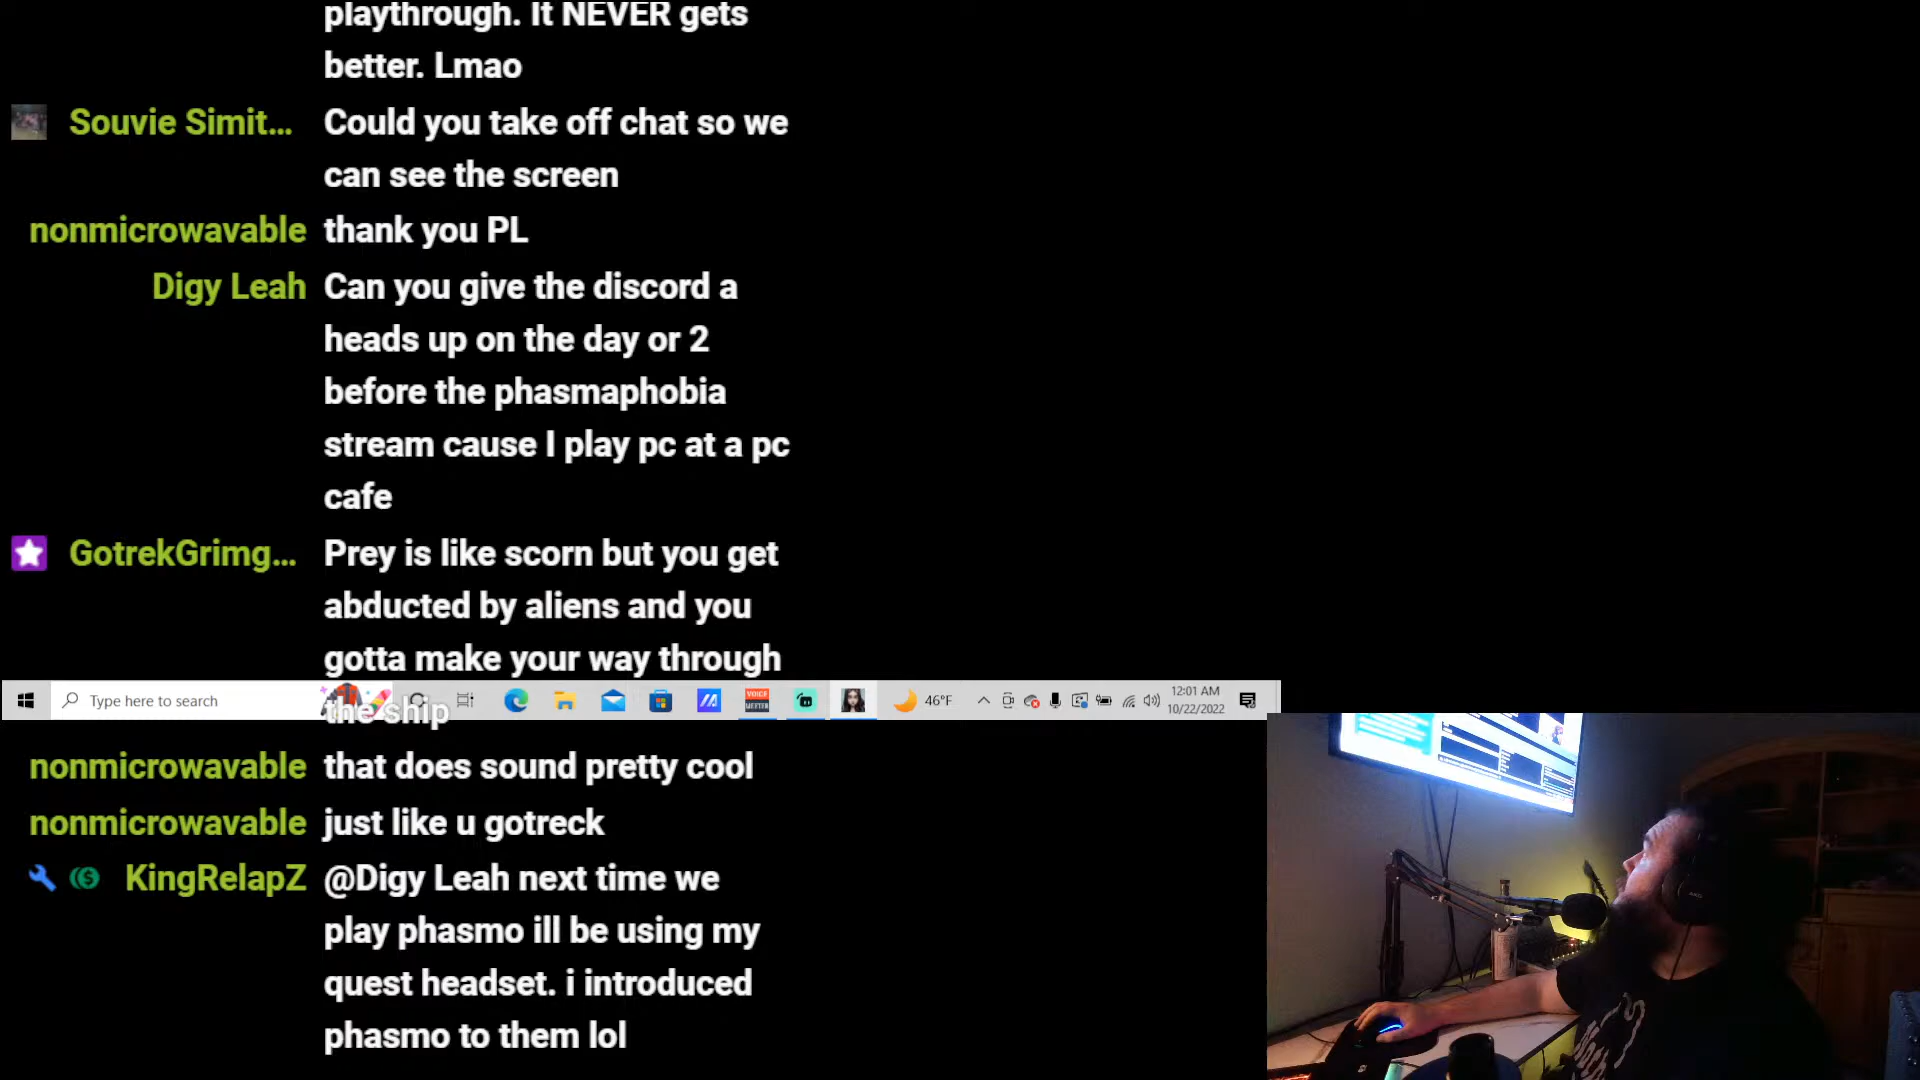 playthrough. It NEVER gets
better. Lmao
Souvie Simit... Could you take off chat so we
can see the screen
nonmicrowavable thank you PL
Digy Leah Can you give the discord a
heads up on the day or 2
before the phasmaphobia
stream cause I play pc at a pc
cafe
GotrekGrimg... Prey is like scorn but you get
abducted by aliens and you
gotta make your way through
the ship
Type here to search
VOICE
MEETER
46°F
12:01 AM
10/22/2022
nonmicrowavable that does sound pretty cool
nonmicrowavable just like u gotreck
KingRelapZ @Digy Leah next time we
play phasmo ill be using my
quest headset. i introduced
phasmo to them lol